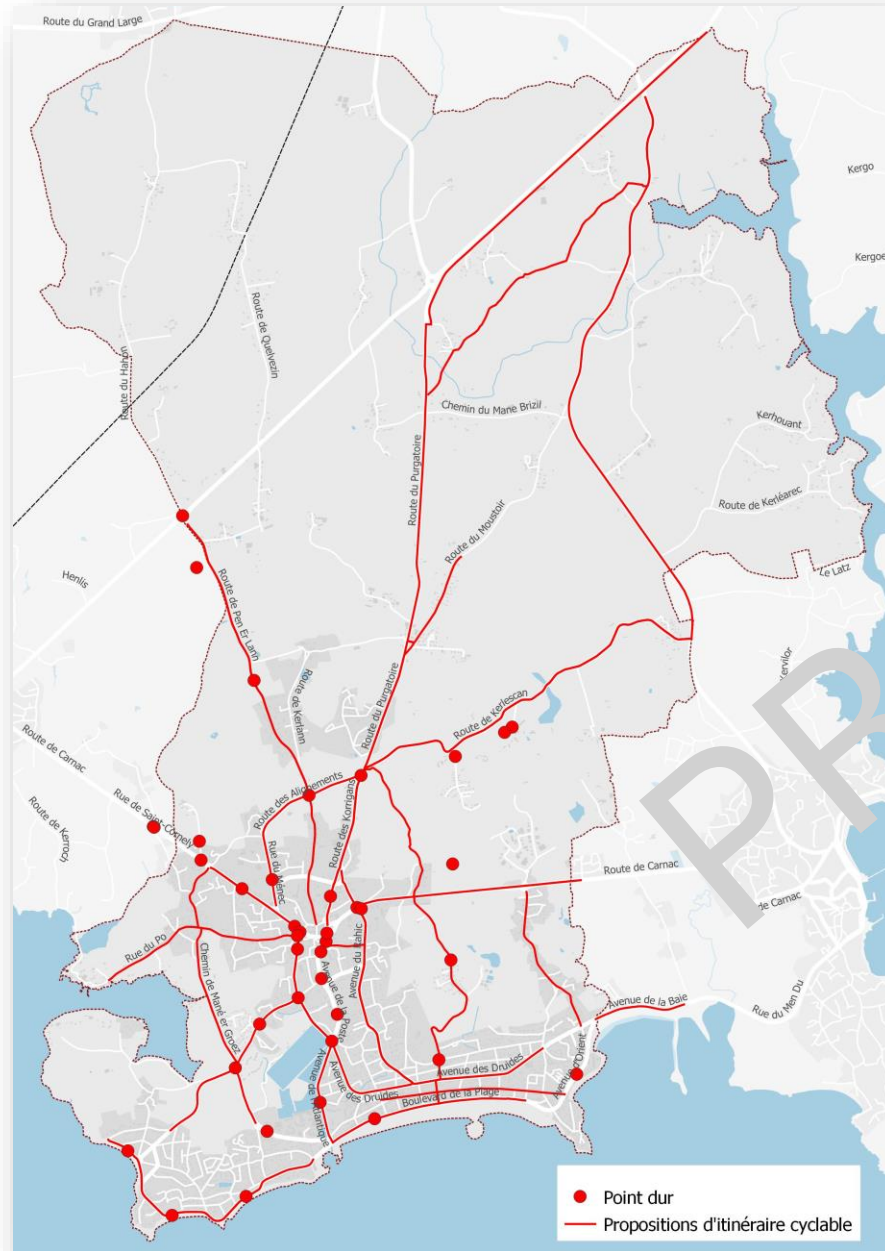 Route du Grand Large
Kergo
Kergoe
Route de Quelvezin
Route du Hahon
Chemin du Mane Brizil
Kerhouant
Route du Purgatoire
Route de Kerléarec
Route du Moustoir
Henlis
Route de Pen Er Lann
Le Latz
Kervilor
Route de Kerlann
Route du Purgatoire
Route de Kerlescan
Route de Carnac
Rue de Saint-Cornely
Route de Kerroch
Route des Alignements
Route des Korrigans
Rue du Ménec
Route de Carnac
de Carnac
PR
Rue du Po
Chemin de Mané er Groez
Avenue du Rahic
Avenue de la Poste
Avenue de la Baie
Rue du Men Du
Avenue des Druides
Avenue des Druides
Avenue d'Orient
Avenue de l'Atlantique
Boulevard de la Plage
Point dur
Propositions d'itinéraire cyclable